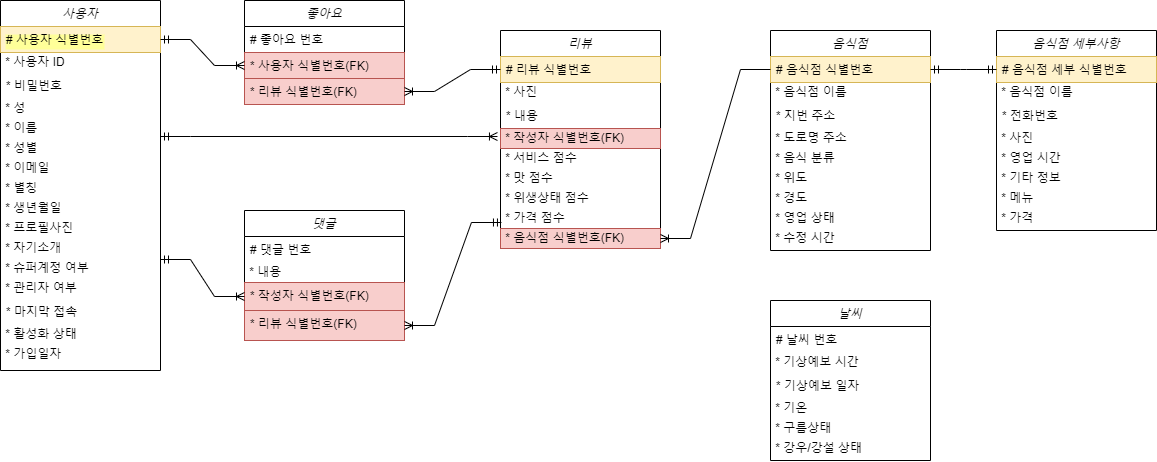 사용자
# 사용자 식별번호
* 사용자 ID
* 비밀번호
* 성
* 이름
* 성별
* 이메일
* 별칭
* 생년월일
* 프로필사진
* 자기소개
* 슈퍼계정 여부
* 관리자 여부
* 마지막 접속
* 활성화 상태
* 가입일자
좋아요
# 좋아요 번호
* 사용자 식별번호(FK)
* 리뷰 식별번호(FK)
댓글
# 댓글 번호
* 내용
* 작성자 식별번호(FK)
* 리뷰 식별번호(FK)
리뷰
# 리뷰 식별번호
* 사진
* 내용
* 작성자 식별번호(FK)
* 서비스 점수
* 맛 점수
* 위생상태 점수
* 가격 점수
* 음식점 식별번호(FK)
음식점
# 음식점 식별번호
* 음식점 이름
* 지번 주소
* 도로명 주소
* 음식 분류
* 위도
* 경도
* 영업 상태
* 수정 시간
음식점 세부사항
# 음식점 세부 식별번호
* 음식점 이름
* 전화번호
* 사진
* 영업 시간
* 기타 정보
* 메뉴
* 가격
날씨
# 날씨 번호
* 기상예보 시간
* 기상예보 일자
* 기온
* 구름상태
* 강우/강설 상태